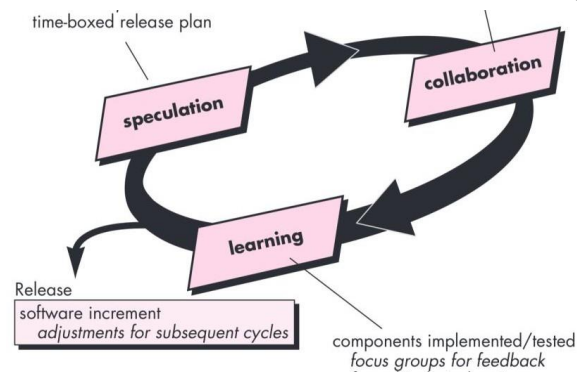 time-boxed release plan
speculation
collaboration
learning
Release
software increment
adjustments for subsequent cycles
components implemented/tested
focus groups for feedback